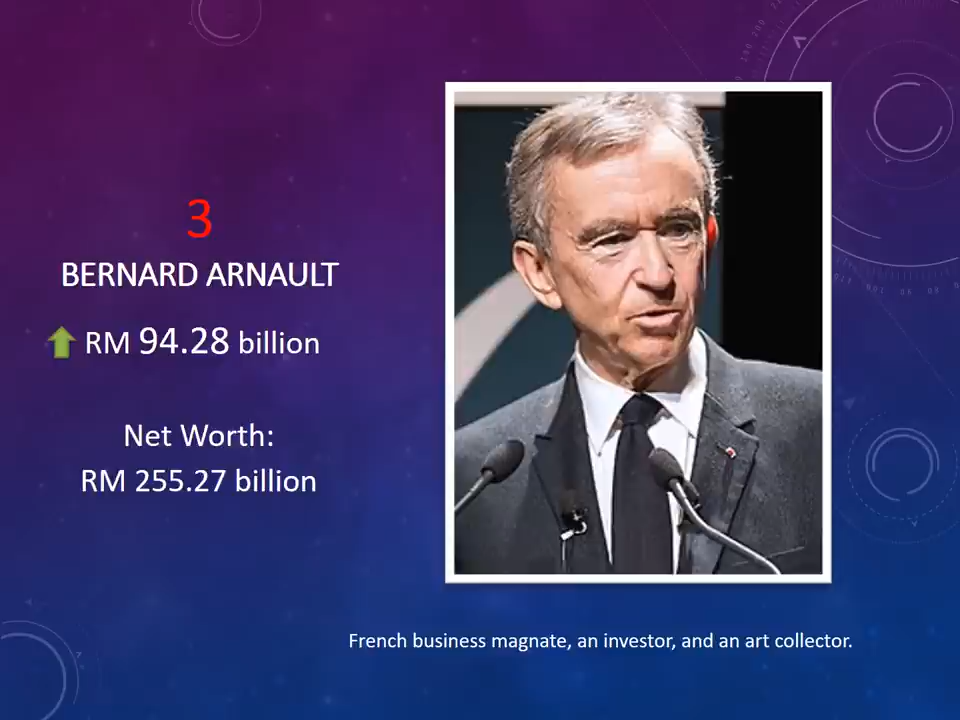 3
BERNARD ARNAULT
RM 94.28 billion
Net Worth:
RM 255.27 billion
French business magnate, an investor, and an art collector.